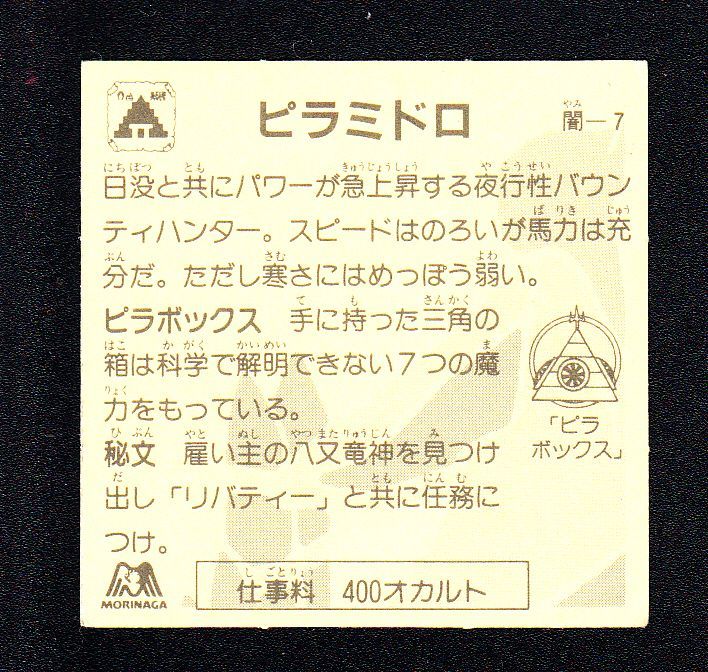 ピラミドロ
闇ー7
日没と共にパワーが急上昇する夜行性バウン
ティハンター。スピードはのろいが馬力は充
分だ。ただし寒さにはめっぽう弱い。
ピラボックス 手に持った三角の
箱は科学で解明できない7つの魔
力をもっている。
秘文 雇い主の八又竜神を見つけ
出し「リバティー」と共に任務に
つけ。
「ピラ
ボックス」
MORINAGA
仕事料 400オカルト